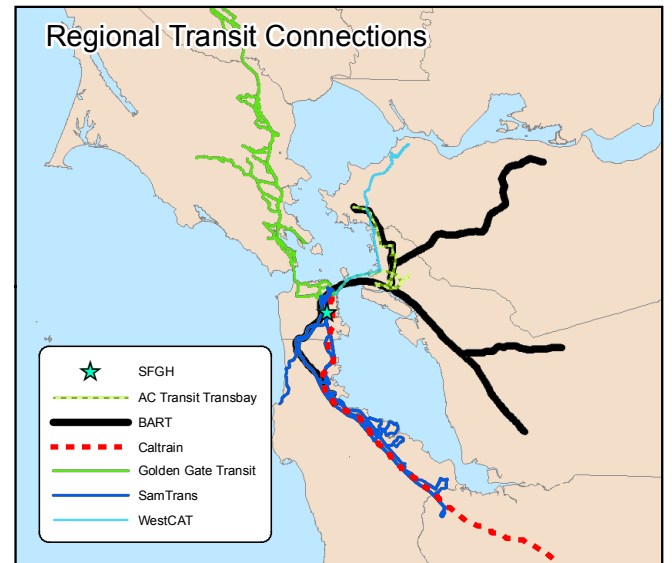 Regional Transit Connections
SFGH
AC Transit Transbay
BART
Caltrain
Golden Gate Transit
SamTrans
WestCAT